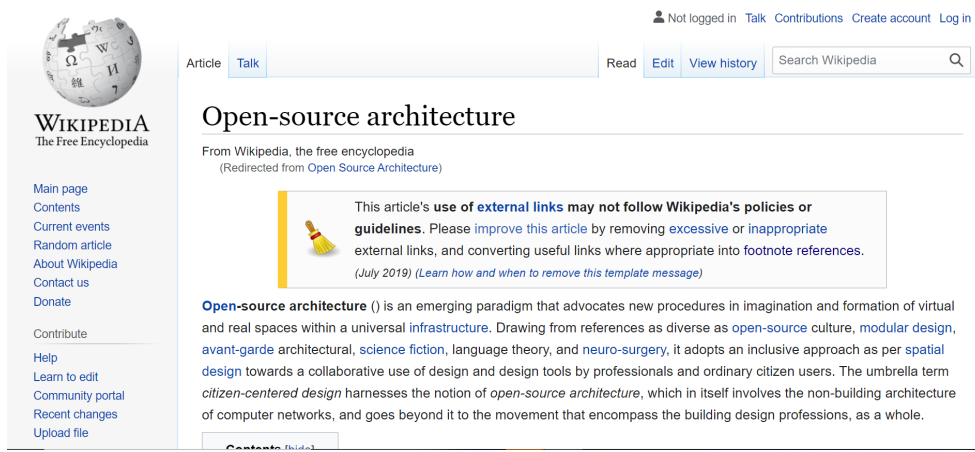 Not logged in Talk Contributions Create account Log in
Article Talk Read Edit View history Search Wikipedia
WIKIPEDIA
The Free Encyclopedia
Main page
Contents
Current events
Random article
About Wikipedia
Contact us
Donate
Contribute
Help
Learn to edit
Community portal
Recent changes
Upload file
Open-source architecture
From Wikipedia, the free encyclopedia
(Redirected from Open Source Architecture)
This article's use of external links may not follow Wikipedia's policies or
guidelines. Please improve this article by removing excessive or inappropriate
external links, and converting useful links where appropriate into footnote references.
(July 2019) (Learn how and when to remove this template message)
Open-source architecture () is an emerging paradigm that advocates new procedures in imagination and formation of virtual
and real spaces within a universal infrastructure. Drawing from references as diverse as open-source culture, modular design,
avant-garde architectural, science fiction, language theory, and neuro-surgery, it adopts an inclusive approach as per spatial
design towards a collaborative use of design and design tools by professionals and ordinary citizen users. The umbrella term
citizen-centered design harnesses the notion of open-source architecture, which in itself involves the non-building architecture
of computer networks, and goes beyond it to the movement that encompass the building design professions, as a whole.
Contents [hide]